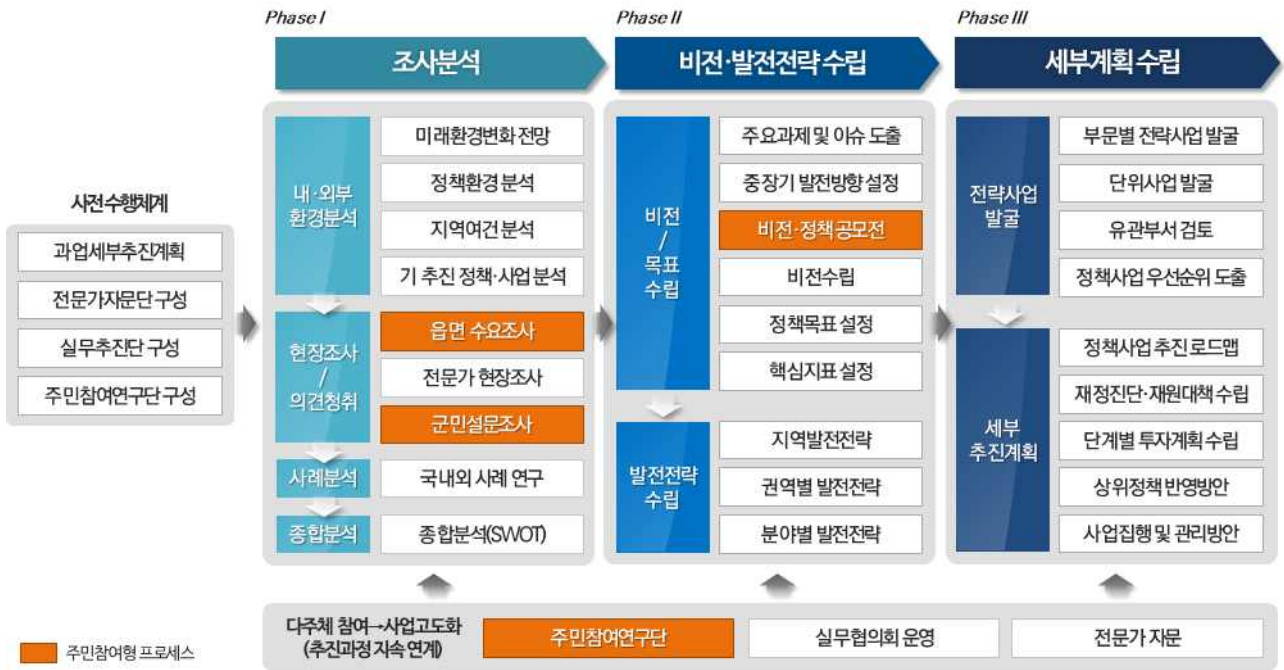 Phase I
조사분석
Phase II
비전·발전전략 수립
Phase III
세부계획 수립
사전 수행체계
과업세부추진계획
전문가자문단 구성
실무추진단 구성
주민참여연구단 구성
내·외부
환경분석
미래환경변화 전망
정책환경 분석
지역여건 분석
기 추진 정책·사업 분석
현장조사
/
의견청취
읍면 수요조사
전문가 현장조사
군민설문조사
사례분석
국내외 사례 연구
종합분석
종합분석(SWOT)
비전
/
목표
수립
주요과제 및 이슈 도출
중장기 발전방향 설정
비전·정책 공모전
비전수립
정책목표 설정
핵심지표 설정
발전전략
수립
지역발전전략
권역별 발전전략
분야별 발전전략
전략사업
발굴
부문별 전략사업 발굴
단위사업 발굴
유관부서 검토
정책사업 우선순위 도출
세부
추진계획
정책사업 추진 로드맵
재정진단·재원대책 수립
단계별 투자계획 수립
상위정책 반영방안
사업집행 및 관리방안
다주체 참여→사업고도화
(추진과정 지속 연계)
주민참여연구단
실무협의회 운영
전문가 자문
주민참여형 프로세스